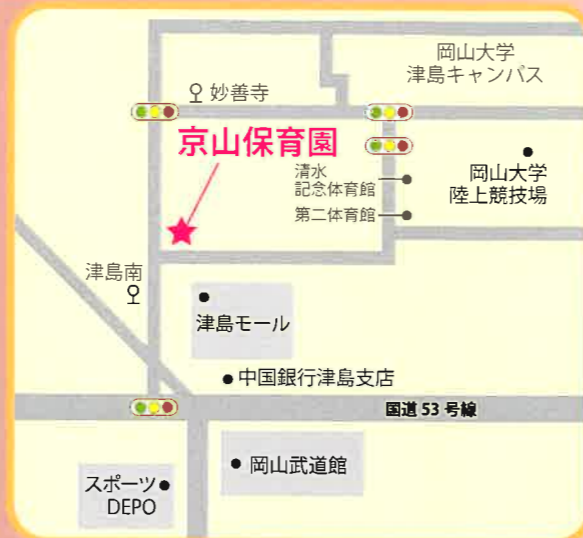 岡山大学
津島キャンパス
妙善寺
京山保育園
清水
記念体育館
第二体育館
岡山大学
陸上競技場
津島南
津島モール
中国銀行津島支店
国道 53 号線
岡山武道館
スポーツ
DEPO